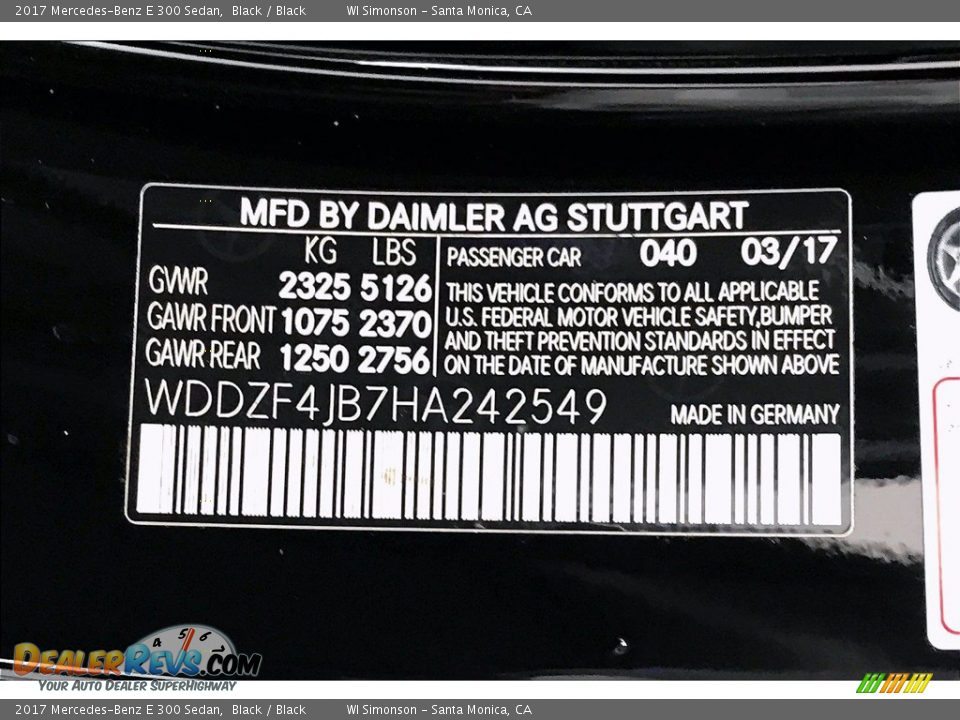 2017 Mercedes-Benz E 300 Sedan, Black / Black WI Simonson - Santa Monica, CA
MFD BY DAIMLER AG STUTTGART
KG LBS
GVWR 2325 5126
GAWR FRONT 1075 2370
GAWR REAR 1250 2756
PASSENGER CAR 040 03/17
THIS VEHICLE CONFORMS TO ALL APPLICABLE
U.S. FEDERAL MOTOR VEHICLE SAFETY,BUMPER
AND THEFT PREVENTION STANDARDS IN EFFECT
ON THE DATE OF MANUFACTURE SHOWN ABOVE
WDDZF4JB7HA242549 MADE IN GERMANY
4 5 6
DEALERREVS.COM
YOUR AUTO DEALER SUPERHIGHWAY
2017 Mercedes-Benz E 300 Sedan, Black / Black WI Simonson - Santa Monica, CA